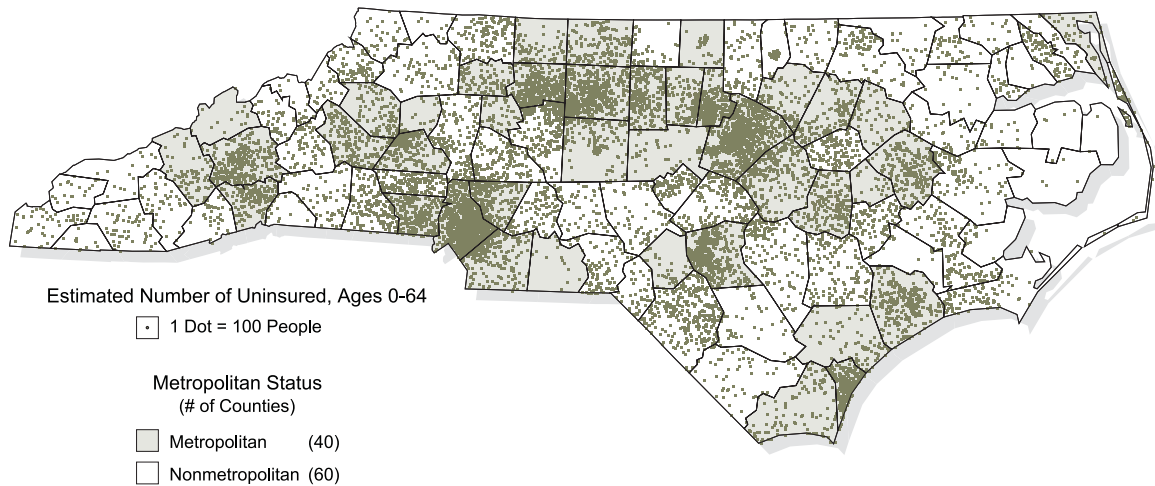 Estimated Number of Uninsured, Ages 0-64
1 Dot = 100 People
Metropolitan Status
(# of Counties)
Metropolitan (40)
Nonmetropolitan (60)